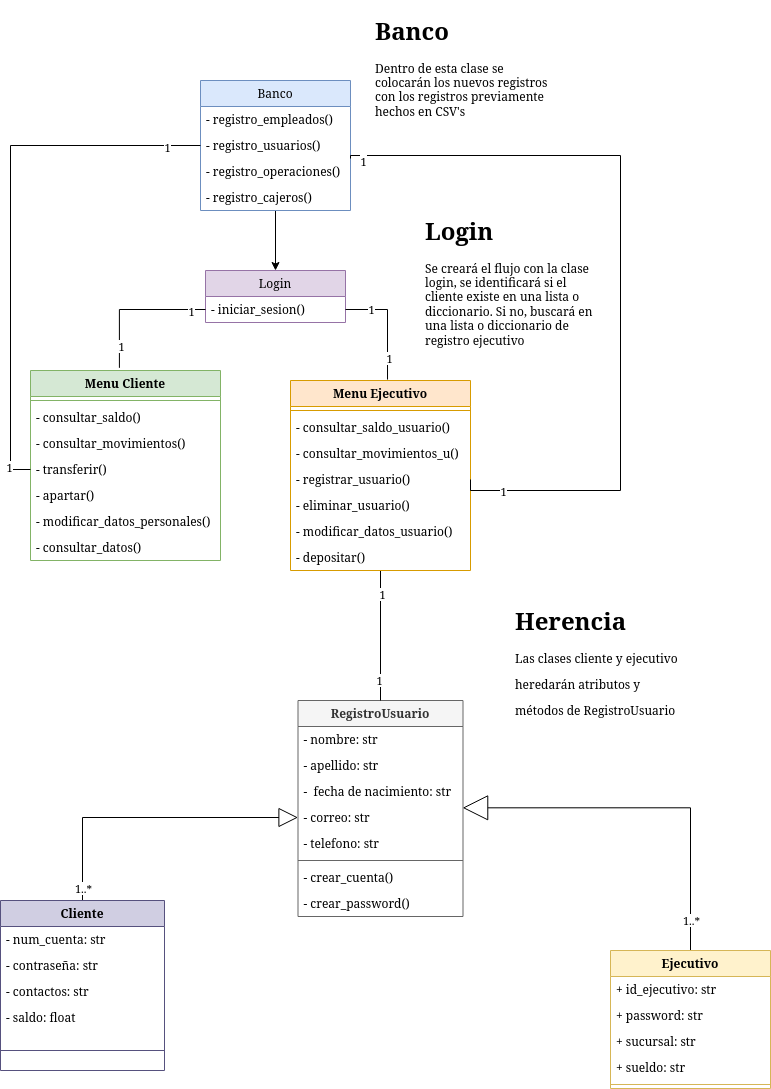 Banco
Dentro de esta clase se
colocarán los nuevos registros
con los registros previamente
hechos en CSV's
Banco
- registro_empleados()
- registro_usuarios()
- registro_operaciones()
- registro_cajeros()
1
1
Login
Se creará el flujo con la clase
login, se identificará si el
cliente existe en una lista o
diccionario. Si no, buscará en
una lista o diccionario de
registro ejecutivo
Login
- iniciar_sesion()
1
1
1
1
Menu Cliente
- consultar_saldo()
- consultar_movimientos()
- transferir()
- apartar()
- modificar_datos_personales()
- consultar_datos()
1
Menu Ejecutivo
- consultar_saldo_usuario()
- consultar_movimientos_u()
- registrar_usuario()
- eliminar_usuario()
- modificar_datos_usuario()
- depositar()
1
1
1
Herencia
Las clases cliente y ejecutivo
heredarán atributos y
métodos de RegistroUsuario
RegistroUsuario
- nombre: str
- apellido: str
- fecha de nacimiento: str
- correo: str
- telefono: str
- crear_cuenta()
- crear_password()
1..*
Cliente
- num_cuenta: str
- contraseña: str
- contactos: str
- saldo: float
1..*
Ejecutivo
+ id_ejecutivo: str
+ password: str
+ sucursal: str
+ sueldo: str